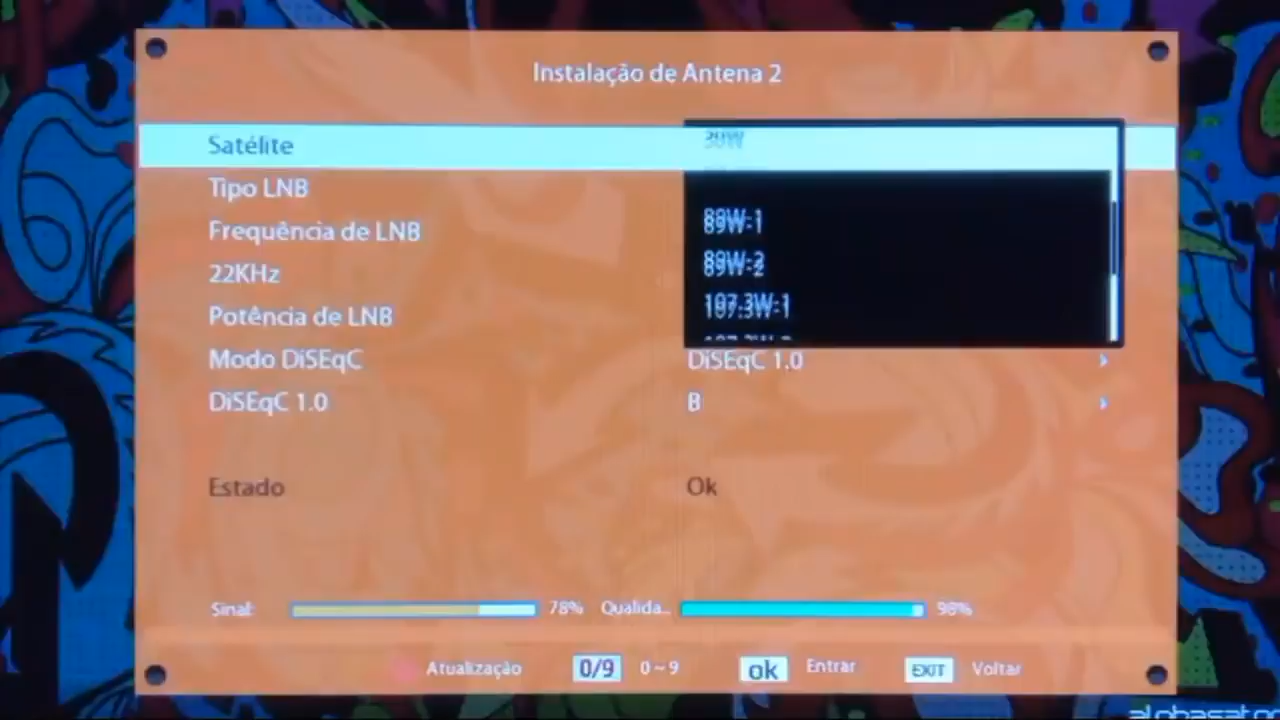 Instalação de Antena 2
Satélite 30W
Tipo LNB
Frequência de LNB 89W-1
22KHz 89W-2
Potência de LNB 107.3W-1
Modo DiSEqC DiSEqC 1.0 ›
DiSEqC 1.0 B ›
Estado Ok
Sinal: 78% Qualida... 98%
Atualização 0/9 0~9 ok Entrar EXIT Voltar